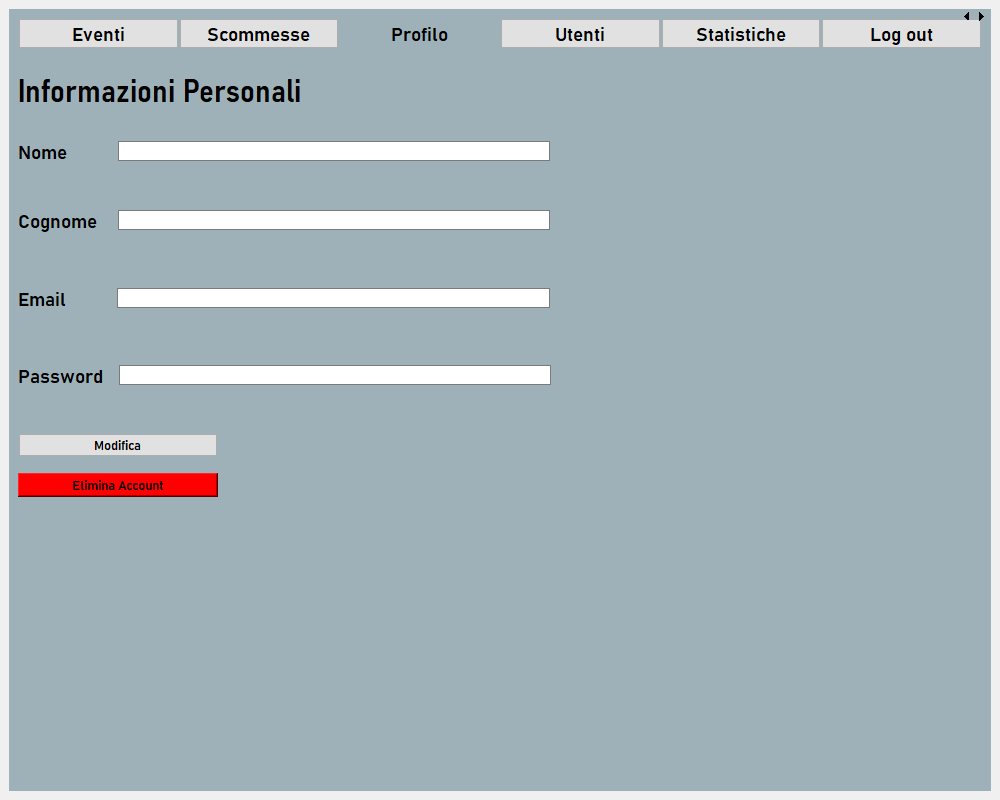 Eventi Scommesse Profilo Utenti Statistiche Log out
Informazioni Personali
Nome
Cognome
Email
Password
Modifica
Elimina Account